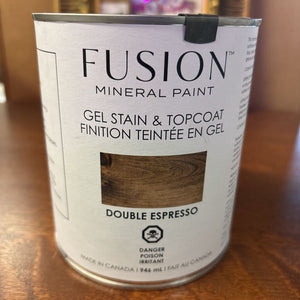 FUSION™
MINERAL PAINT
GEL STAIN & TOPCOAT
FINITION TEINTÉE EN GEL
DOUBLE ESPRESSO
DANGER
POISON
IRRITANT
MADE IN CANADA | 946 mL | FAIT AU CANADA